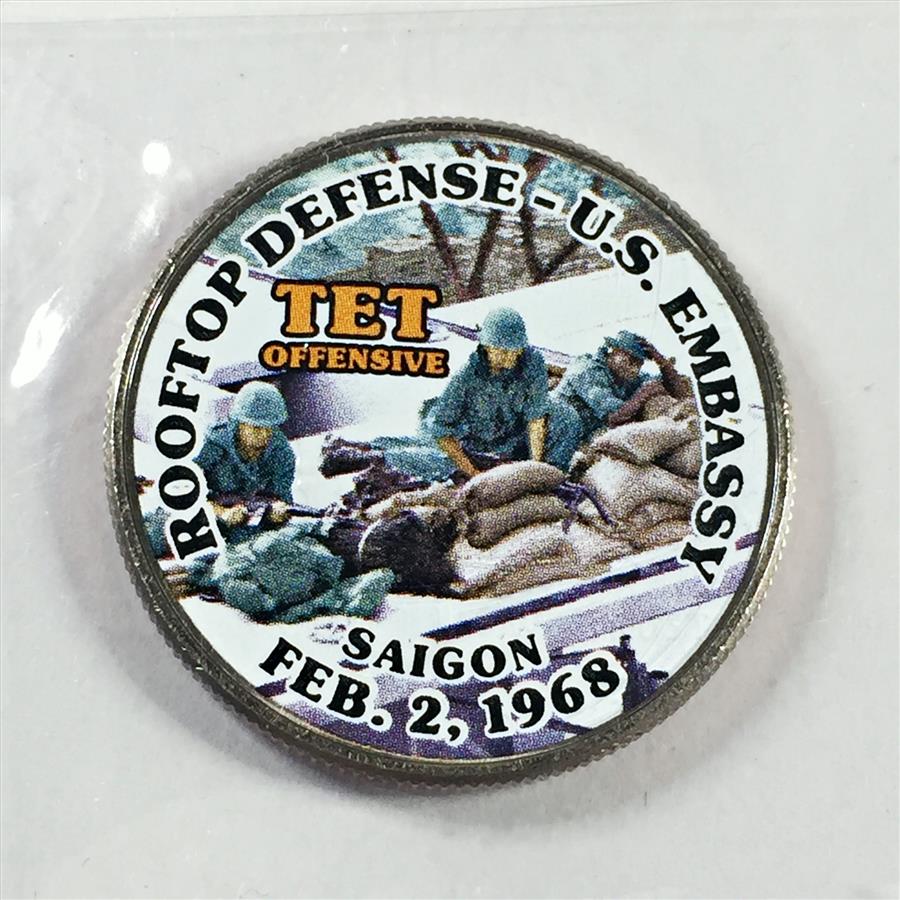 ROOFTOP DEFENSE - U.S. EMBASSY
TET
OFFENSIVE
SAIGON
FEB. 2, 1968